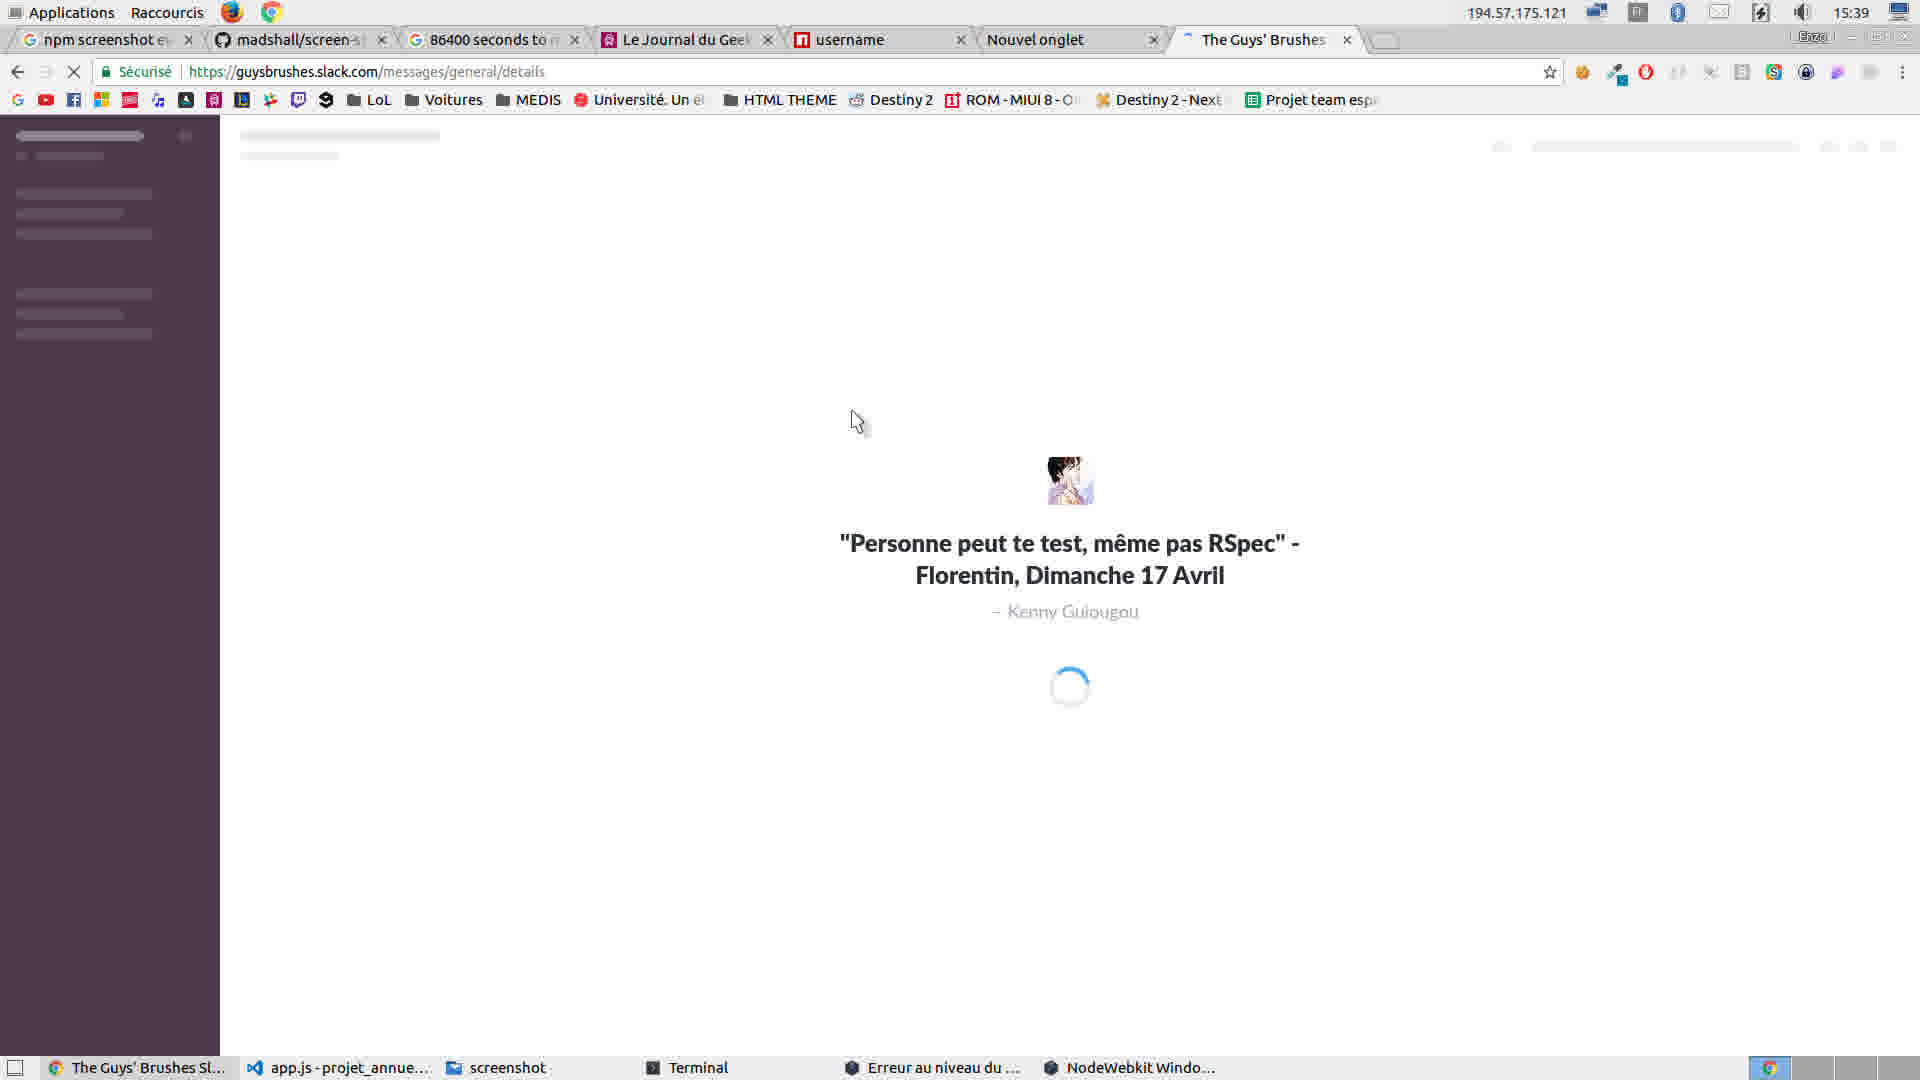 Applications Raccourcis 194.57.175.121 15:39
npm screenshot ev madshall/screen-s 86400 seconds to m Le Journal du Geek username Nouvel onglet The Guys' Brushes Enzo
Sécurisé https://guysbrushes.slack.com/messages/general/details
LoL Voitures MEDIS Université. Un él HTML THEME Destiny 2 ROM - MIUI 8 - O Destiny 2 - Next Projet team espa
"Personne peut te test, même pas RSpec" -
Florentin, Dimanche 17 Avril
– Kenny Guiougou
The Guys' Brushes Sl... app.js - projet_annue... screenshot Terminal Erreur au niveau du ... NodeWebkit Windo...